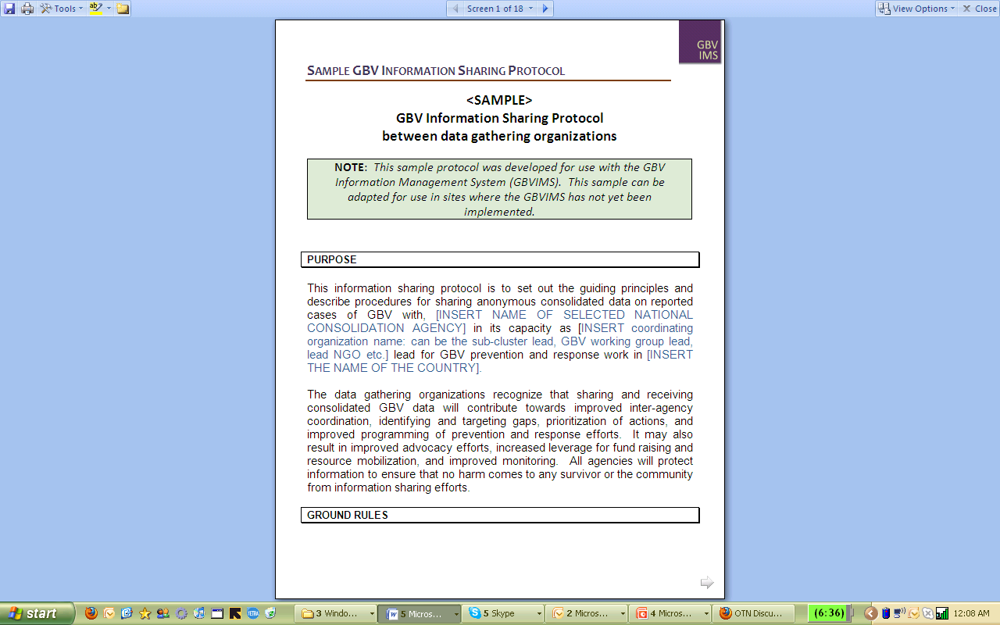 Tools
Screen 1 of 18
View Options
Close
GBV
IMS
SAMPLE GBV INFORMATION SHARING PROTOCOL
<SAMPLE>
GBV Information Sharing Protocol
between data gathering organizations
NOTE: This sample protocol was developed for use with the GBV
Information Management System (GBVIMS). This sample can be
adapted for use in sites where the GBVIMS has not yet been
implemented.
PURPOSE
This information sharing protocol is to set out the guiding principles and
describe procedures for sharing anonymous consolidated data on reported
cases of GBV with, [INSERT NAME OF SELECTED NATIONAL
CONSOLIDATION AGENCY] in its capacity as [INSERT coordinating
organization name: can be the sub-cluster lead, GBV working group lead,
lead NGO etc.] lead for GBV prevention and response work in [INSERT
THE NAME OF THE COUNTRY].
The data gathering organizations recognize that sharing and receiving
consolidated GBV data will contribute towards improved inter-agency
coordination, identifying and targeting gaps, prioritization of actions, and
improved programming of prevention and response efforts. It may also
result in improved advocacy efforts, increased leverage for fund raising and
resource mobilization, and improved monitoring. All agencies will protect
information to ensure that no harm comes to any survivor or the community
from information sharing efforts.
GROUND RULES
start
3 Windo...
5 Micros...
5 Skype
2 Micros...
4 Micros...
OTN Discu...
(6:36)
12:08 AM